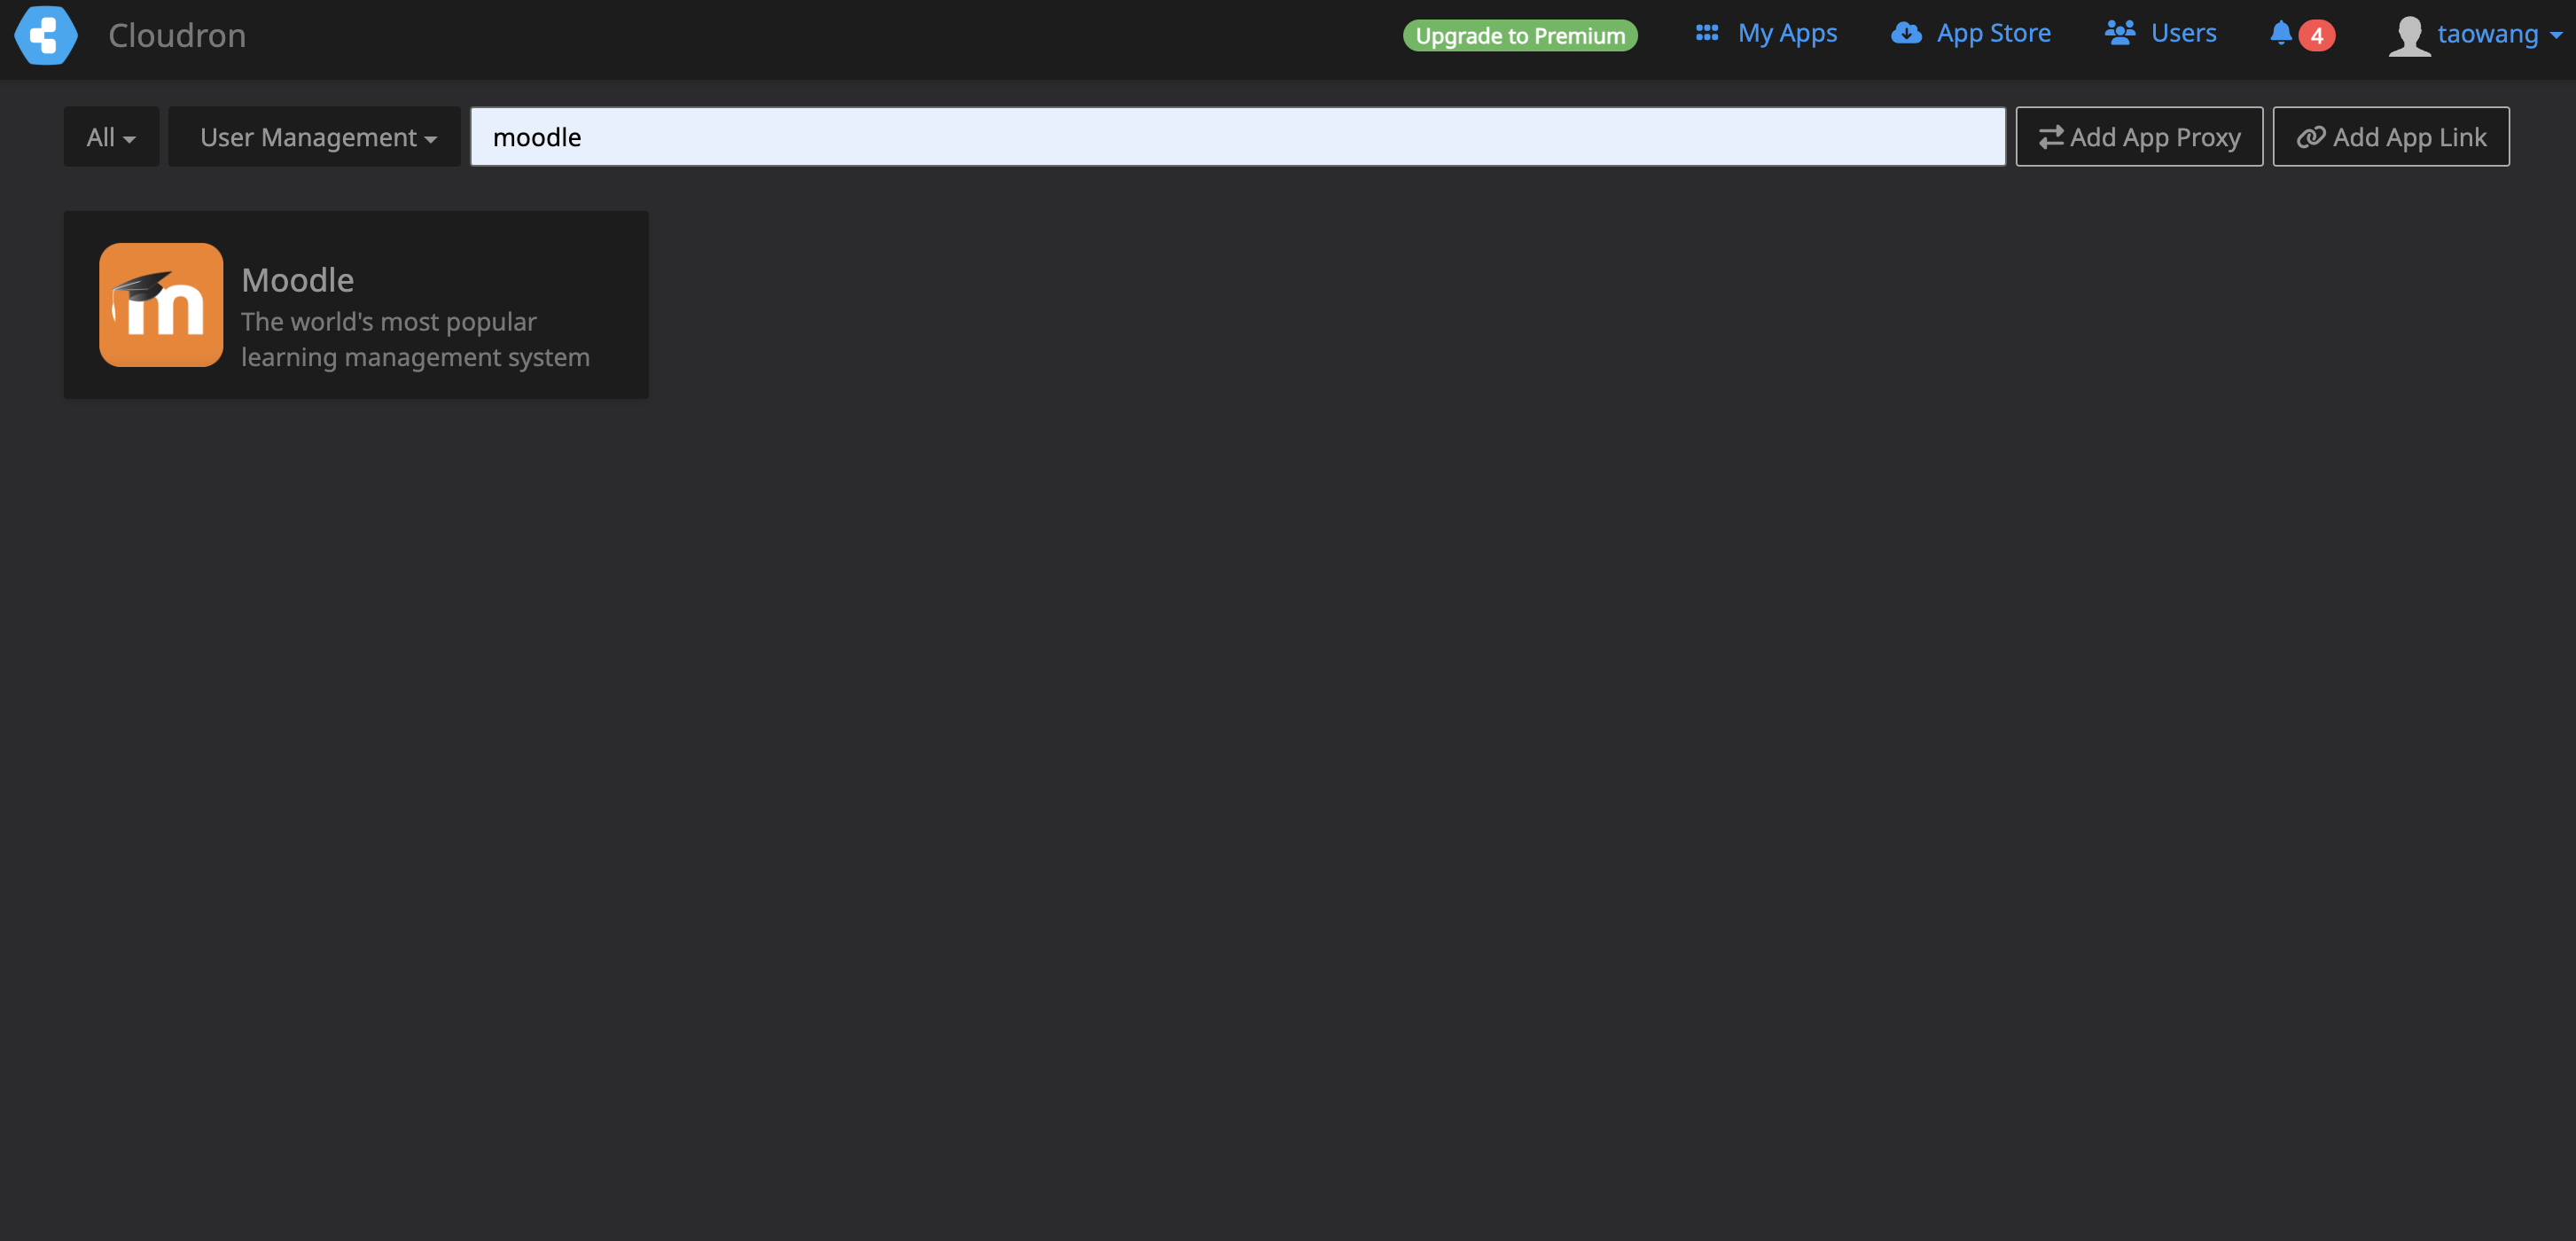 Cloudron
Upgrade to Premium
My Apps
App Store
Users
4
taowang
All
User Management
moodle
Add App Proxy
Add App Link
m
Moodle
The world's most popular
learning management system